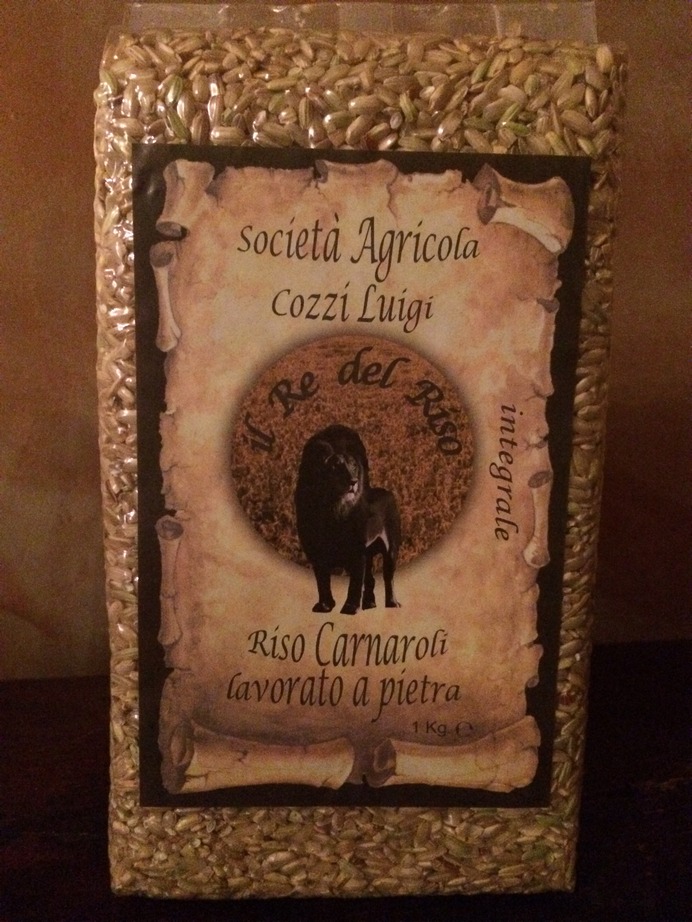 Società Agricola
Cozzi Luigi
il Re del Riso
integrale
Riso Carnaroli
lavorato a pietra
1 Kg ℮